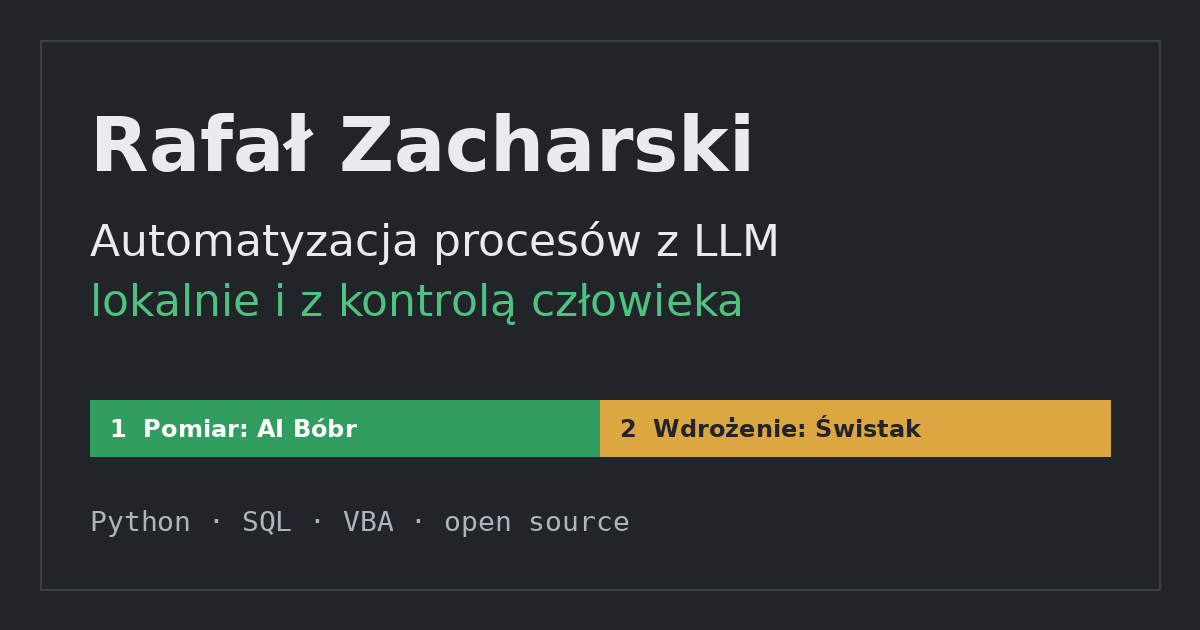 Rafał Zacharski
Automatyzacja procesów z LLM
lokalnie i z kontrolą człowieka
1 Pomiar: AI Bóbr
2 Wdrożenie: Świstak
Python · SQL · VBA · open source